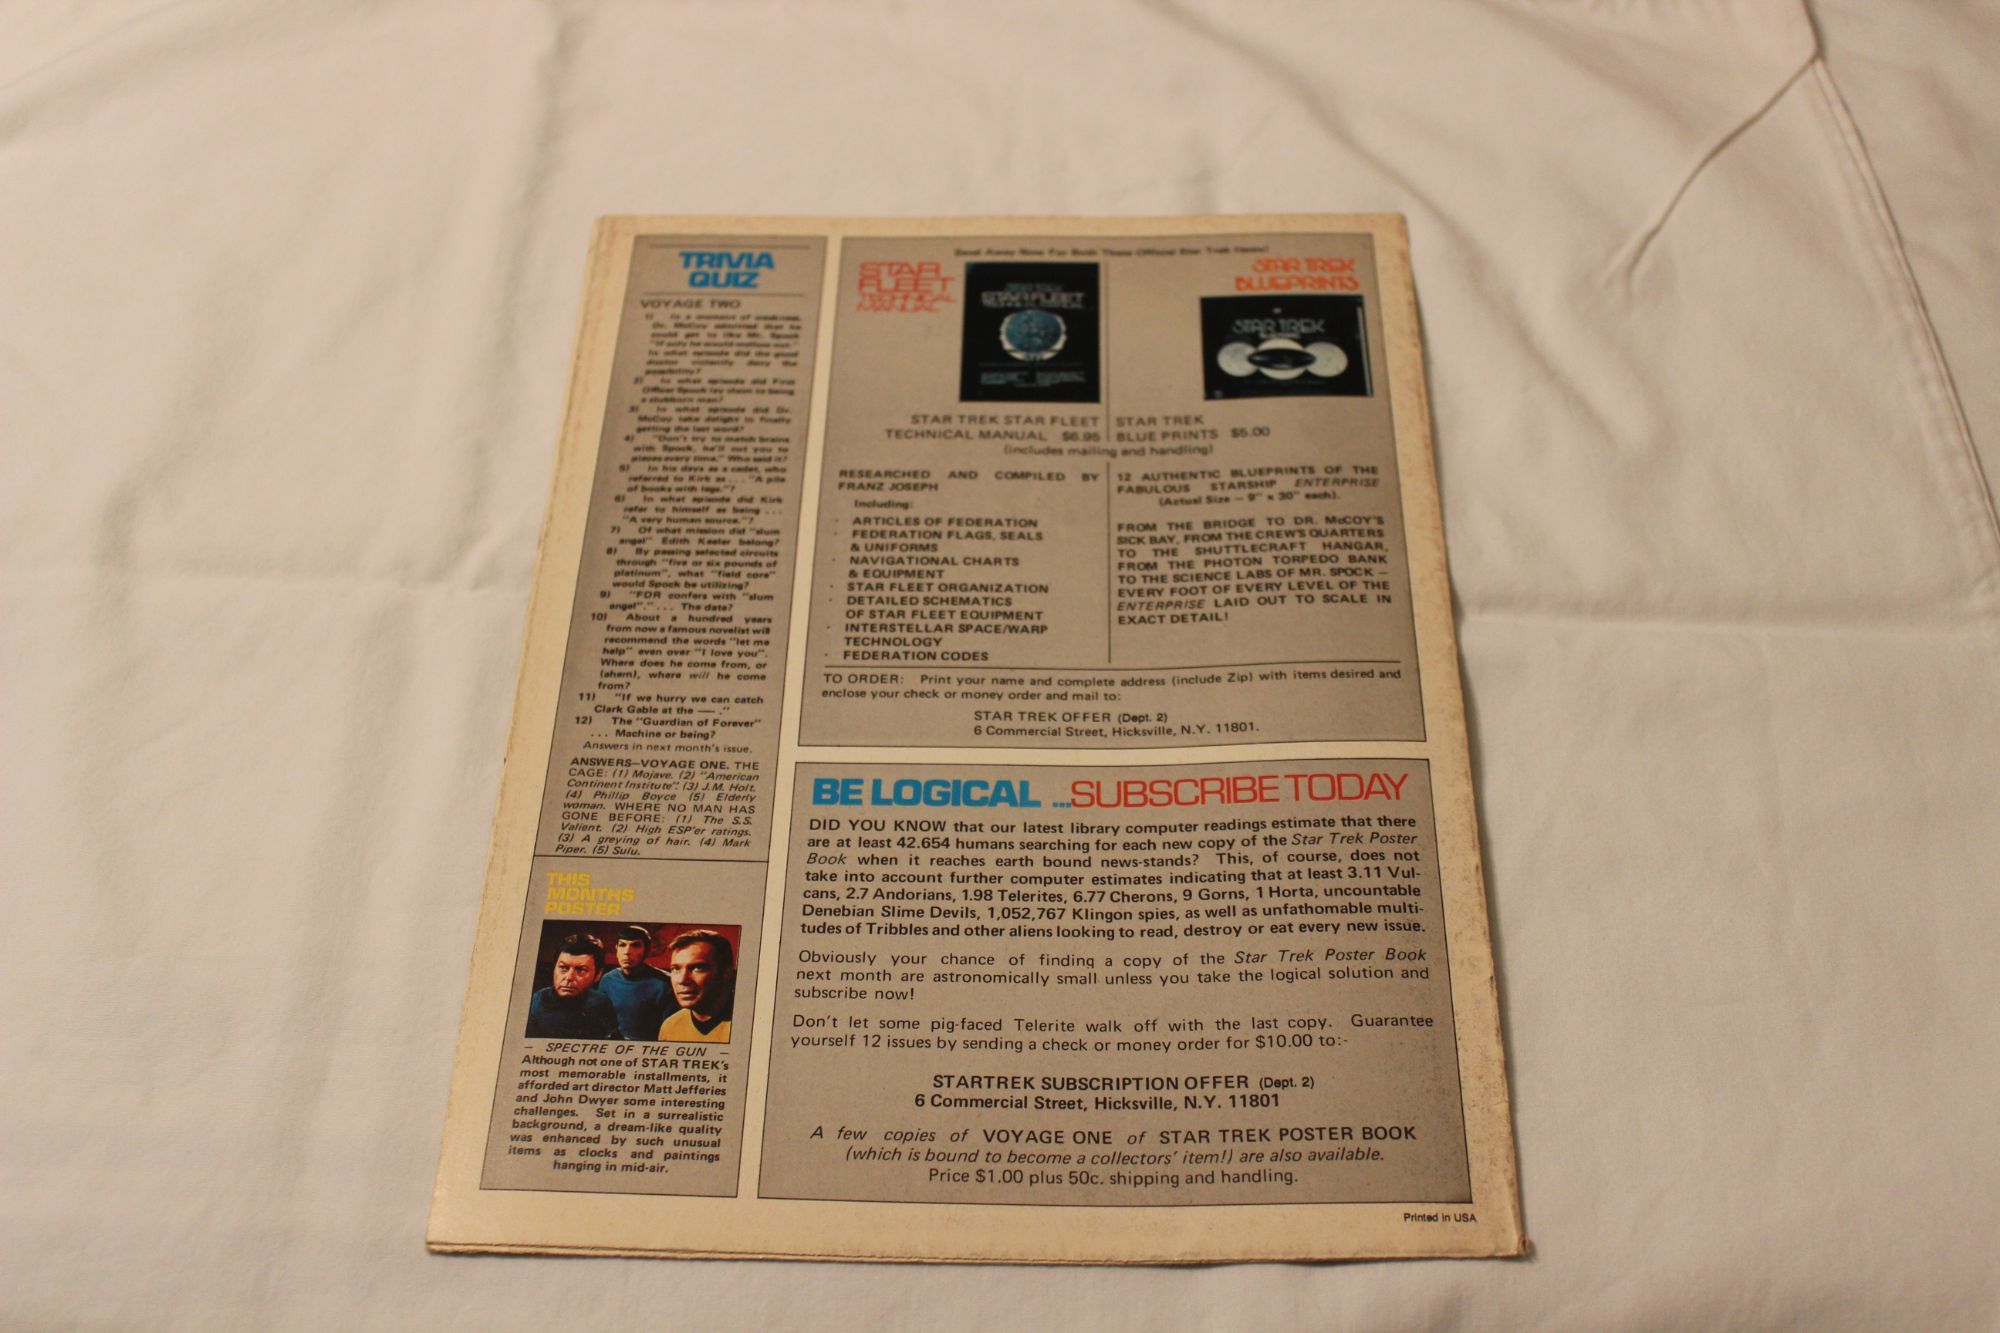 TRIVIA
QUIZ
VOYAGE TWO
1) In a moment of weakness,
Dr. McCoy admitted that he
could get to like Mr. Spock
"If only he would mellow out."
In what episode did the good
doctor violently deny the
possibility?
2) In what episode did First
Officer Spock lay claim to being
a stubborn man?
3) In what episode did Dr.
McCoy take delight in finally
getting the last word?
4) "Don't try to match brains
with Spock, he'll cut you to
pieces every time." Who said it?
5) In his days as a cadet, who
referred to Kirk as . . . "A pile
of books with legs."?
6) In what episode did Kirk
refer to himself as being . . .
"A very human source."?
7) Of what mission did "slum
angel" Edith Keeler belong?
8) By passing selected circuits
through "five or six pounds of
platinum", what "field core"
would Spock be utilizing?
9) "FDR confers with "slum
angel"." . . . The date?
10) About a hundred years
from now a famous novelist will
recommend the words "let me
help" even over "I love you".
Where does he come from, or
(ahem), where will he come
from?
11) "If we hurry we can catch
Clark Gable at the — ."
12) The "Guardian of Forever"
. . . Machine or being?
Answers in next month's issue.
ANSWERS—VOYAGE ONE. THE
CAGE: (1) Mojave. (2) "American
Continent Institute". (3) J.M. Holt.
(4) Phillip Boyce (5) Elderly
woman. WHERE NO MAN HAS
GONE BEFORE: (1) The S.S.
Valient. (2) High ESP'er ratings.
(3) A greying of hair. (4) Mark
Piper. (5) Sulu.
THIS
MONTHS
POSTER
— SPECTRE OF THE GUN —
Although not one of STAR TREK's
most memorable installments, it
afforded art director Matt Jefferies
and John Dwyer some interesting
challenges. Set in a surrealistic
background, a dream-like quality
was enhanced by such unusual
items as clocks and paintings
hanging in mid-air.
Send Away Now For Both These Official Star Trek Items!
STAR
FLEET
TECHNICAL
MANUAL
STAR TREK
STAR FLEET
STAR TREK
BLUEPRINTS
STAR TREK
STAR TREK STAR FLEET
TECHNICAL MANUAL $6.95
STAR TREK
BLUE PRINTS $5.00
(includes mailing and handling)
RESEARCHED AND COMPILED BY
FRANZ JOSEPH
Including:
· ARTICLES OF FEDERATION
· FEDERATION FLAGS, SEALS
& UNIFORMS
· NAVIGATIONAL CHARTS
& EQUIPMENT
· STAR FLEET ORGANIZATION
· DETAILED SCHEMATICS
OF STAR FLEET EQUIPMENT
· INTERSTELLAR SPACE/WARP
TECHNOLOGY
· FEDERATION CODES
12 AUTHENTIC BLUEPRINTS OF THE
FABULOUS STARSHIP ENTERPRISE
(Actual Size — 9" x 30" each).
FROM THE BRIDGE TO DR. McCOY'S
SICK BAY, FROM THE CREW'S QUARTERS
TO THE SHUTTLECRAFT HANGAR,
FROM THE PHOTON TORPEDO BANK
TO THE SCIENCE LABS OF MR. SPOCK —
EVERY FOOT OF EVERY LEVEL OF THE
ENTERPRISE LAID OUT TO SCALE IN
EXACT DETAIL!
TO ORDER: Print your name and complete address (include Zip) with items desired and
enclose your check or money order and mail to:
STAR TREK OFFER (Dept. 2)
6 Commercial Street, Hicksville, N.Y. 11801.
BE LOGICAL ...SUBSCRIBE TODAY
DID YOU KNOW that our latest library computer readings estimate that there
are at least 42.654 humans searching for each new copy of the Star Trek Poster
Book when it reaches earth bound news-stands? This, of course, does not
take into account further computer estimates indicating that at least 3.11 Vul-
cans, 2.7 Andorians, 1.98 Telerites, 6.77 Cherons, 9 Gorns, 1 Horta, uncountable
Denebian Slime Devils, 1,052,767 Klingon spies, as well as unfathomable multi-
tudes of Tribbles and other aliens looking to read, destroy or eat every new issue.
Obviously your chance of finding a copy of the Star Trek Poster Book
next month are astronomically small unless you take the logical solution and
subscribe now!
Don't let some pig-faced Telerite walk off with the last copy. Guarantee
yourself 12 issues by sending a check or money order for $10.00 to:-
STARTREK SUBSCRIPTION OFFER (Dept. 2)
6 Commercial Street, Hicksville, N.Y. 11801
A few copies of VOYAGE ONE of STAR TREK POSTER BOOK
(which is bound to become a collectors' item!) are also available.
Price $1.00 plus 50c. shipping and handling.
Printed in USA